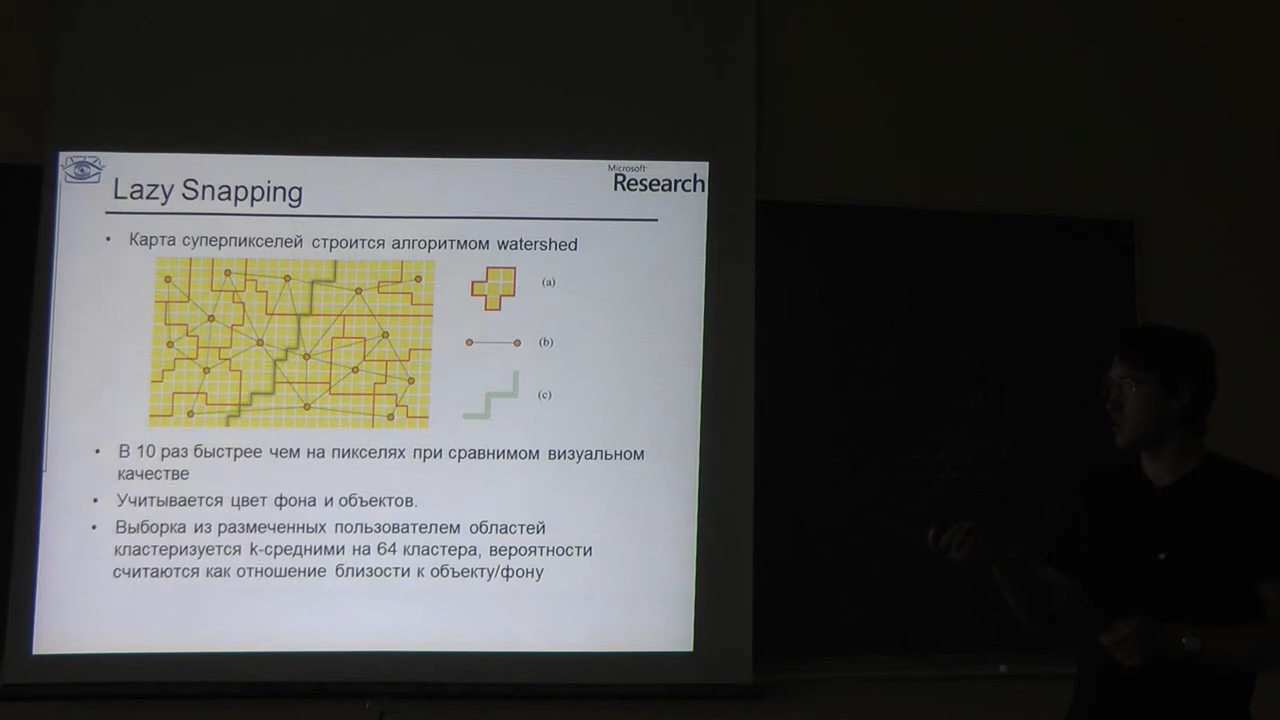 Microsoft
Research
Lazy Snapping
• Карта суперпикселей строится алгоритмом watershed
(a)
(b)
(c)
• В 10 раз быстрее чем на пикселях при сравнимом визуальном
качестве
• Учитывается цвет фона и объектов.
• Выборка из размеченных пользователем областей
кластеризуется k-средними на 64 кластера, вероятности
считаются как отношение близости к объекту/фону